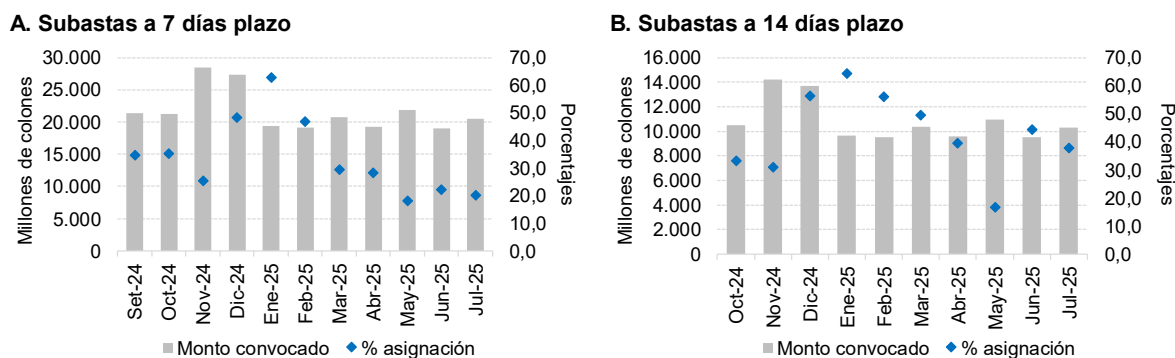 A. Subastas a 7 días plazo
Millones de colones
30.000
25.000
20.000
15.000
10.000
5.000
0
70,0
60,0
50,0
40,0
30,0
20,0
10,0
0,0
Porcentajes
Set-24
Oct-24
Nov-24
Dic-24
Ene-25
Feb-25
Mar-25
Abr-25
May-25
Jun-25
Jul-25
Monto convocado
% asignación
B. Subastas a 14 días plazo
Millones de colones
16.000
14.000
12.000
10.000
8.000
6.000
4.000
2.000
0
70,0
60,0
50,0
40,0
30,0
20,0
10,0
0,0
Porcentajes
Oct-24
Nov-24
Dic-24
Ene-25
Feb-25
Mar-25
Abr-25
May-25
Jun-25
Jul-25
Monto convocado
% asignación